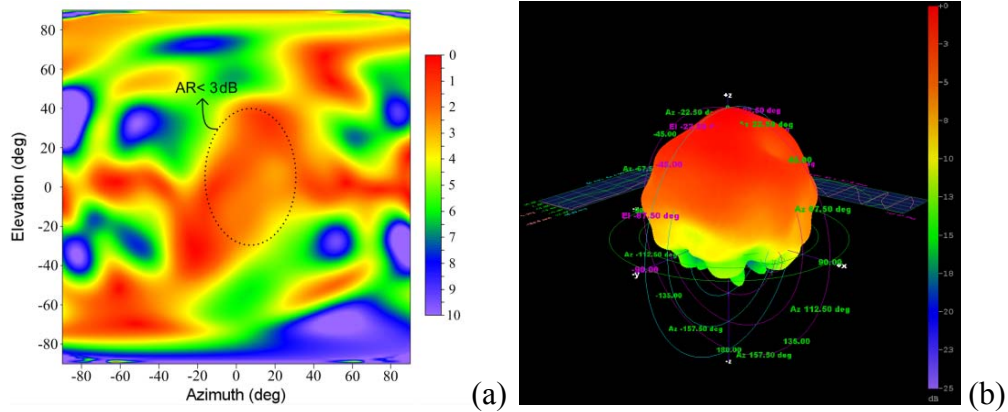 80
60
40
20
0
-20
-40
-60
-80
Elevation (deg)
-80 -60 -40 -20 0 20 40 60 80
Azimuth (deg)
AR< 3dB
0
1
2
3
4
5
6
7
8
9
10
(a)
+z
Az -22.50 deg
-45.00
Az -67.5
-45.00
El -67.50 deg
Az 67.50 deg
Az -112.50 deg
-90.00
90.00
+x
-y
-135.00
Az 112.50 deg
Az -157.50 deg
135.00
180.00
Az 157.50 deg
-z
+0
-3
-5
-8
-10
-13
-15
-18
-20
-23
-25
dB
(b)